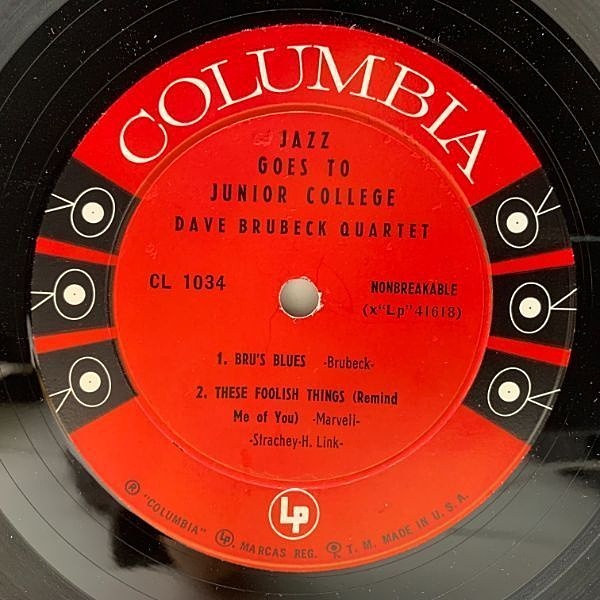 COLUMBIA
JAZZ
GOES TO
JUNIOR COLLEGE
DAVE BRUBECK QUARTET
CL 1034
NONBREAKABLE
(x"Lp"41618)
1. BRU'S BLUES -Brubeck-
2. THESE FOOLISH THINGS (Remind
Me of You) -Marvell-
-Strachey-H. Link-
Lp
® "COLUMBIA" Lp. MARCAS REG. T. M. MADE IN U. S. A.